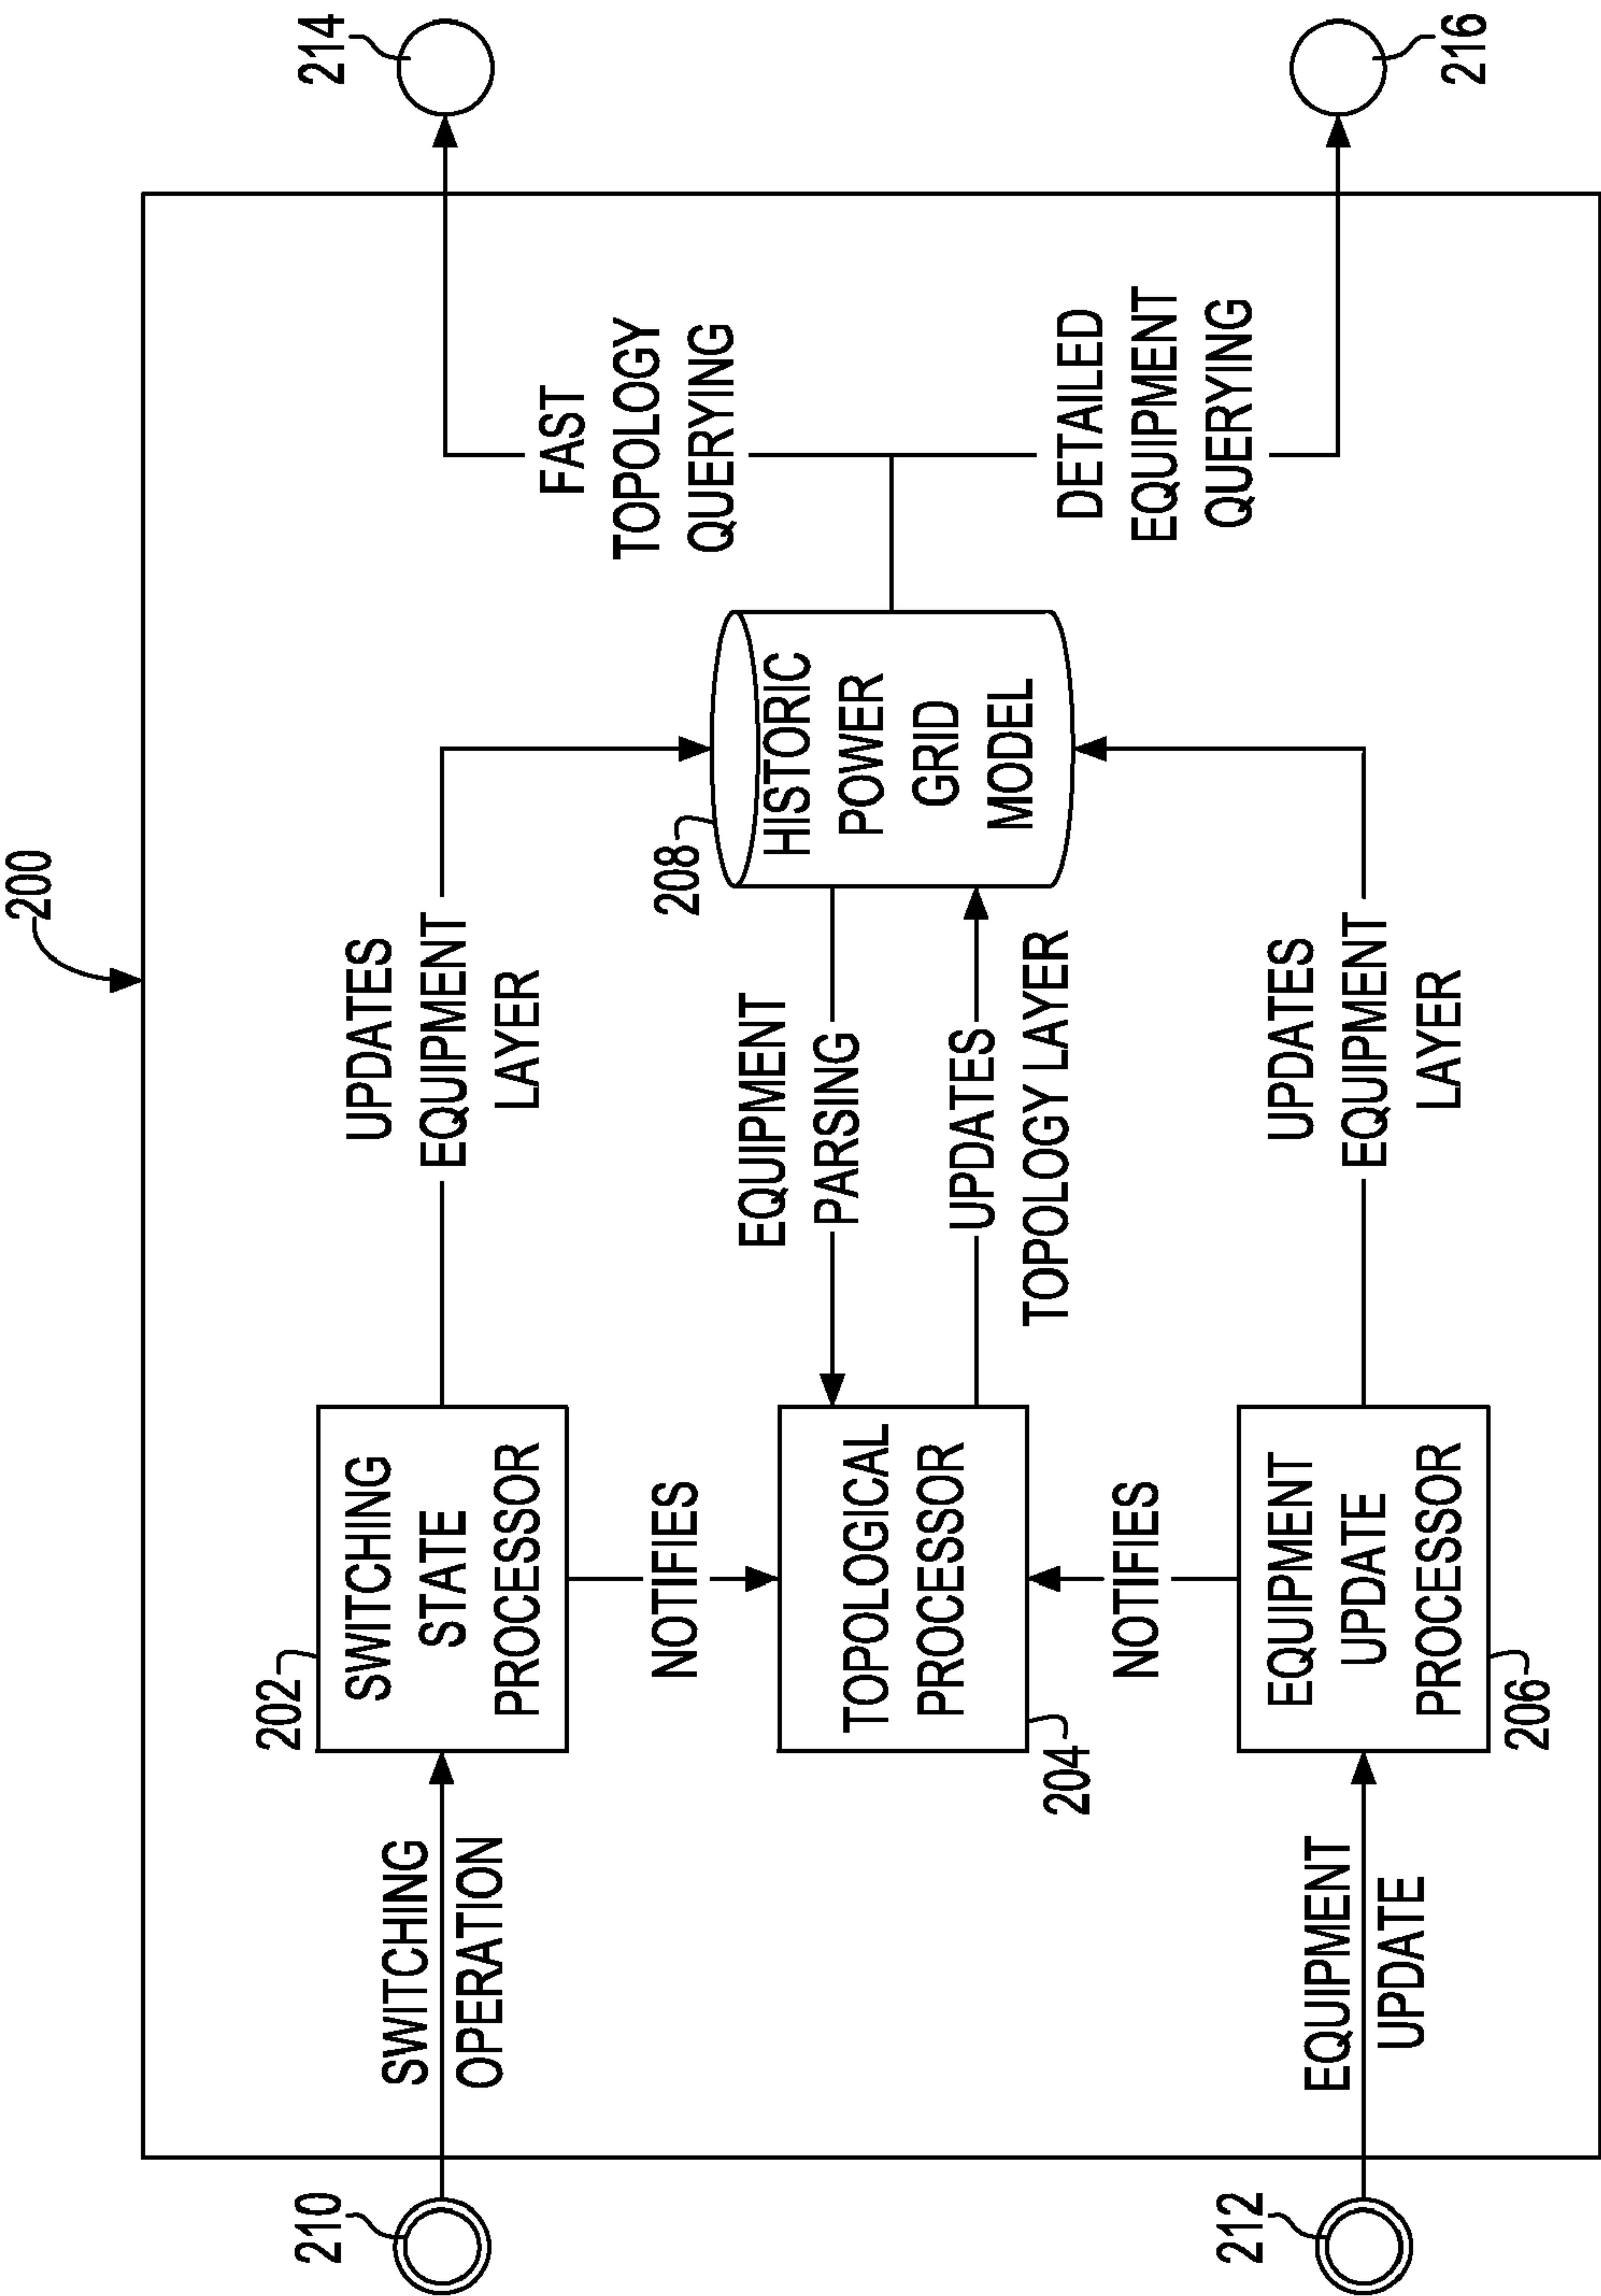 200
210
SWITCHING
OPERATION
202
SWITCHING
STATE
PROCESSOR
UPDATES
EQUIPMENT
LAYER
214
NOTIFIES
208
HISTORIC
POWER
GRID
MODEL
FAST
TOPOLOGY
QUERYING
EQUIPMENT
PARSING
TOPOLOGICAL
PROCESSOR
204
UPDATES
TOPOLOGY LAYER
DETAILED
EQUIPMENT
QUERYING
NOTIFIES
212
EQUIPMENT
UPDATE
EQUIPMENT
UPDATE
PROCESSOR
206
UPDATES
EQUIPMENT
LAYER
216